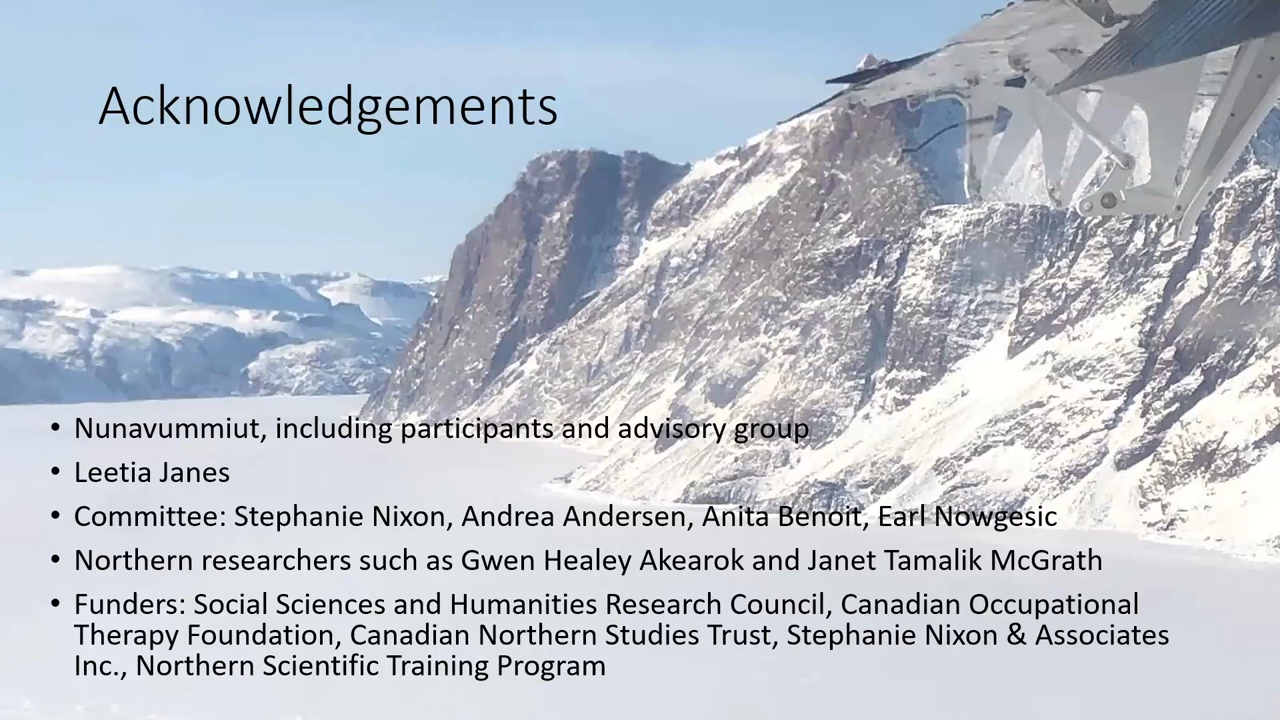 Acknowledgements
• Nunavummiut, including participants and advisory group
• Leetia Janes
• Committee: Stephanie Nixon, Andrea Andersen, Anita Benoit, Earl Nowgesic
• Northern researchers such as Gwen Healey Akearok and Janet Tamalik McGrath
• Funders: Social Sciences and Humanities Research Council, Canadian Occupational
Therapy Foundation, Canadian Northern Studies Trust, Stephanie Nixon & Associates
Inc., Northern Scientific Training Program